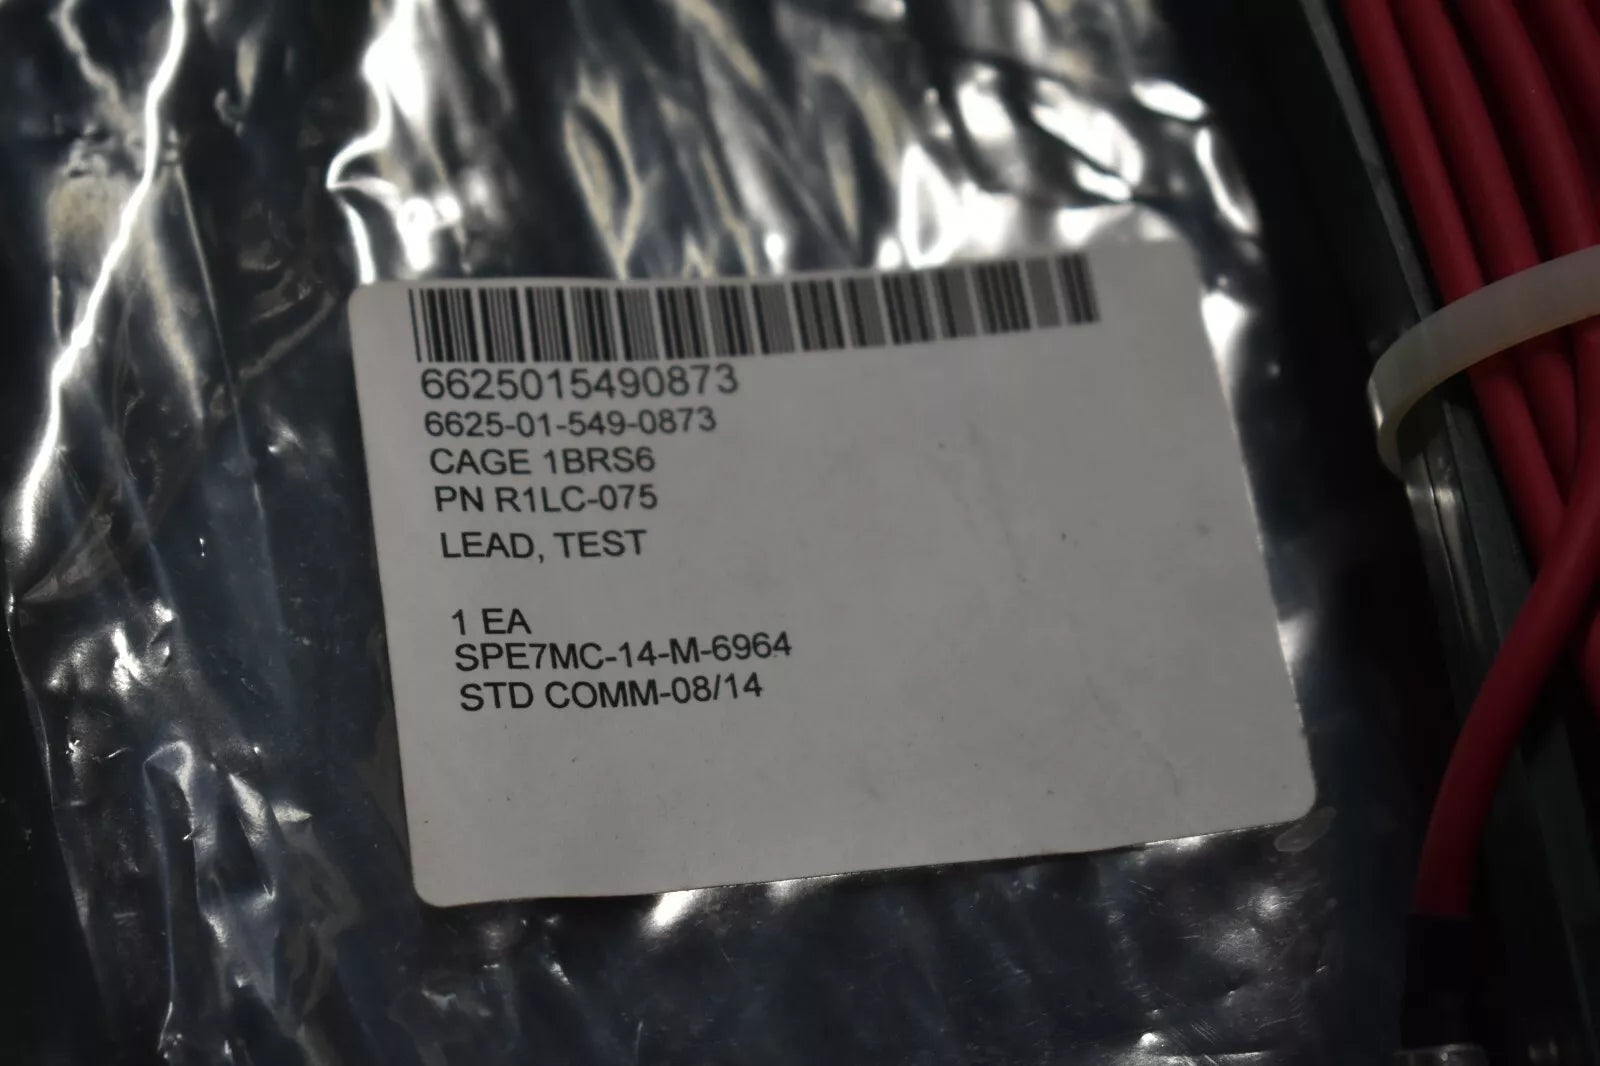 6625015490873
6625-01-549-0873
CAGE 1BRS6
PN R1LC-075
LEAD, TEST
1 EA
SPE7MC-14-M-6964
STD COMM-08/14